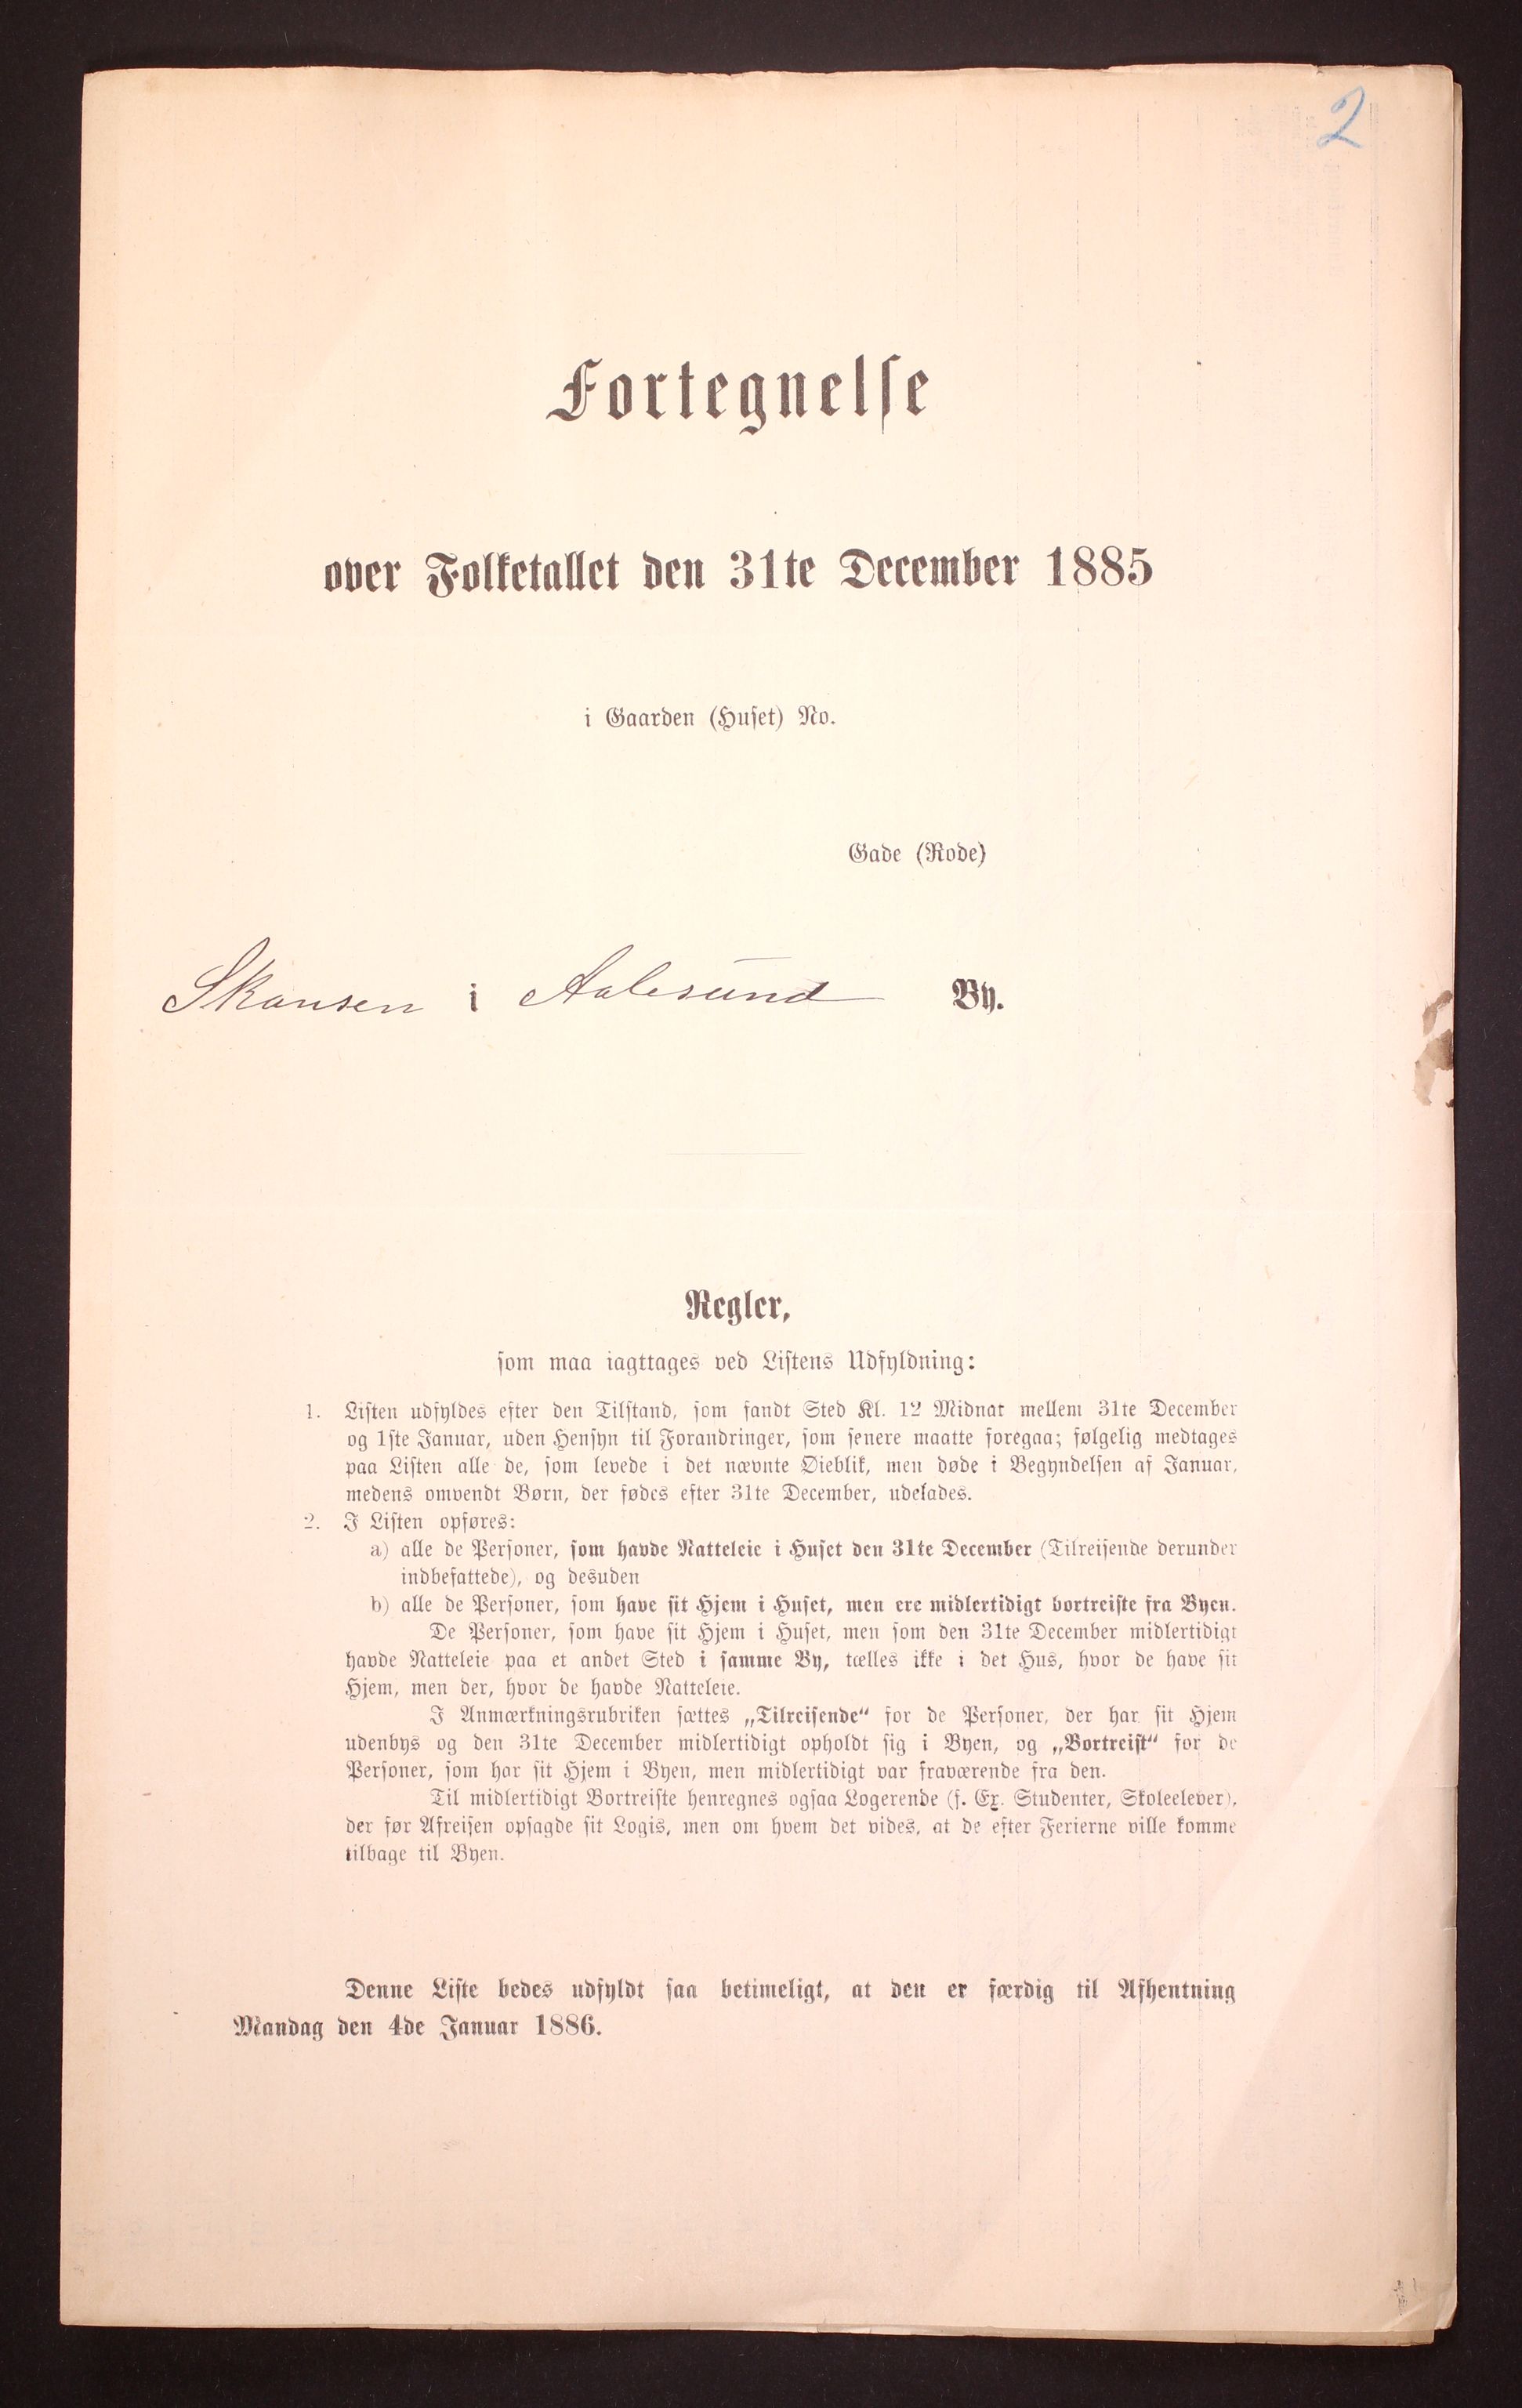 2
Fortegnelse
over Folketallet den 31te December 1885
i Gaarden (Huset) No.
Gade (Rode)
Skansen i Aalesund By.
Regler,
som maa iagttages ved Listens Udfyldning:
1. Listen udfyldes efter den Tilstand, som fandt Sted Kl. 12 Midnat mellem 31te December
og 1ste Januar, uden Hensyn til Forandringer, som senere maatte foregaa; følgelig medtages
paa Listen alle de, som levede i det nævnte Øieblik, men døde i Begyndelsen af Januar,
medens omvendt Børn, der fødes efter 31te December, udelades.
2. I Listen opføres:
a) alle de Personer, som havde Natteleie i Huset den 31te December (Tilreisende derunder
indbefattede), og desuden
b) alle de Personer, som have sit Hjem i Huset, men ere midlertidigt bortreiste fra Byen.
De Personer, som have sit Hjem i Huset, men som den 31te December midlertidigt
havde Natteleie paa et andet Sted i samme By, tælles ikke i det Hus, hvor de have sit
Hjem, men der, hvor de havde Natteleie.
I Anmærkningsrubriken sættes „Tilreisende“ for de Personer, der har sit Hjem
udenbys og den 31te December midlertidigt opholdt sig i Byen, og „Bortreist“ for de
Personer, som har sit Hjem i Byen, men midlertidigt var fraværende fra den.
Til midlertidigt Bortreiste henregnes ogsaa Logerende (f. Ex. Studenter, Skoleelever),
der før Afreisen opsagde sit Logis, men om hvem det vides, at de efter Ferierne ville komme
tilbage til Byen.
Denne Liste bedes udfyldt saa betimeligt, at den er færdig til Afhentning
Mandag den 4de Januar 1886.